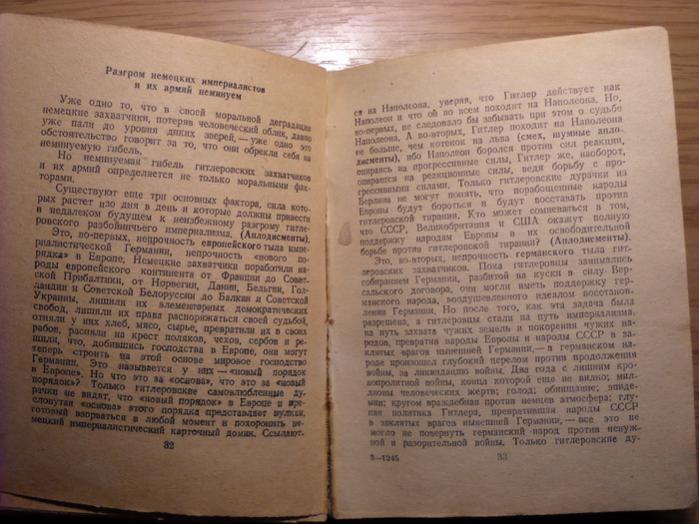 Разгром немецких империалистов
и их армий неминуем
Уже одно то, что в своей моральной деградации
немецкие захватчики, потеряв человеческий облик, давно
уже пали до уровня диких зверей, — уже одно это
обстоятельство говорит за то, что они обрекли себя на
неминуемую гибель.
Но неминуемая гибель гитлеровских захватчиков
и их армий определяется не только моральными фак-
торами.
Существуют еще три основных фактора, сила кото-
рых растет изо дня в день и которые должны привести
в недалеком будущем к неизбежному разгрому гитле-
ровского разбойничьего империализма. (Аплодисменты).
Это, во-первых, непрочность европейского тыла импе-
риалистической Германии, непрочность «нового по-
рядка» в Европе. Немецкие захватчики поработили на-
роды европейского континента от Франции до Совет-
ской Прибалтики, от Норвегии, Дании, Бельгии, Гол-
ландии и Советской Белоруссии до Балкан и Советской
Украины, лишили их элементарных демократических
свобод, лишили их права распоряжаться своей судьбой,
отняли у них хлеб, мясо, сырье, превратили их в своих
рабов, распяли на крест поляков, чехов, сербов и ре-
шили, что, добившись господства в Европе, они могут
теперь строить на этой основе мировое господство
Германии. Это называется у них — «новый порядок
в Европе». Но что это за «основа», что это за «новый
порядок»? Только гитлеровские самовлюбленные ду-
рачки не видят, что «новый порядок» в Европе и пре-
словутая «основа» этого порядка представляет вулкан,
готовый взорваться в любой момент и похоронить не-
мецкий империалистический карточный домик. Ссылают-
32
ся на Наполеона, уверяя, что Гитлер действует как
Наполеон и что он во всем походит на Наполеона. Но,
во-первых, не следовало бы забывать при этом о судьбе
Наполеона. А во-вторых, Гитлер походит на Наполеона
не больше, чем котенок на льва (смех, шумные апло-
дисменты), ибо Наполеон боролся против сил реакции,
опираясь на прогрессивные силы, Гитлер же, наоборот,
опирается на реакционные силы, ведя борьбу с про-
грессивными силами. Только гитлеровские дурачки из
Берлина не могут понять, что порабощенные народы
Европы будут бороться и будут восставать против
гитлеровской тирании. Кто может сомневаться в том,
что СССР, Великобритания и США окажут полную
поддержку народам Европы в их освободительной
борьбе против гитлеровской тирании? (Аплодисменты).
Это, во-вторых, непрочность германского тыла гит-
леровских захватчиков. Пока гитлеровцы занимались
собиранием Германии, разбитой на куски в силу Вер-
сальского договора, они могли иметь поддержку гер-
манского народа, воодушевленного идеалом восстанов-
ления Германии. Но после того, как эта задача была
разрешена, а гитлеровцы стали на путь империализма,
на путь захвата чужих земель и покорения чужих на-
родов, превратив народы Европы и народы СССР в за-
клятых врагов нынешней Германии, — в германском на-
роде произошел глубокий перелом против продолжения
войны, за ликвидацию войны. Два года с лишним кро-
вопролитной войны, конца которой еще не видно; мил-
лионы человеческих жертв; голод; обнищание; эпиде-
мии; кругом враждебная против немцев атмосфера; глу-
пая политика Гитлера, превратившая народы СССР
в заклятых врагов нынешней Германии, — все это не
могло не повернуть германский народ против ненуж-
ной и разорительной войны. Только гитлеровские ду-
3—1245
33